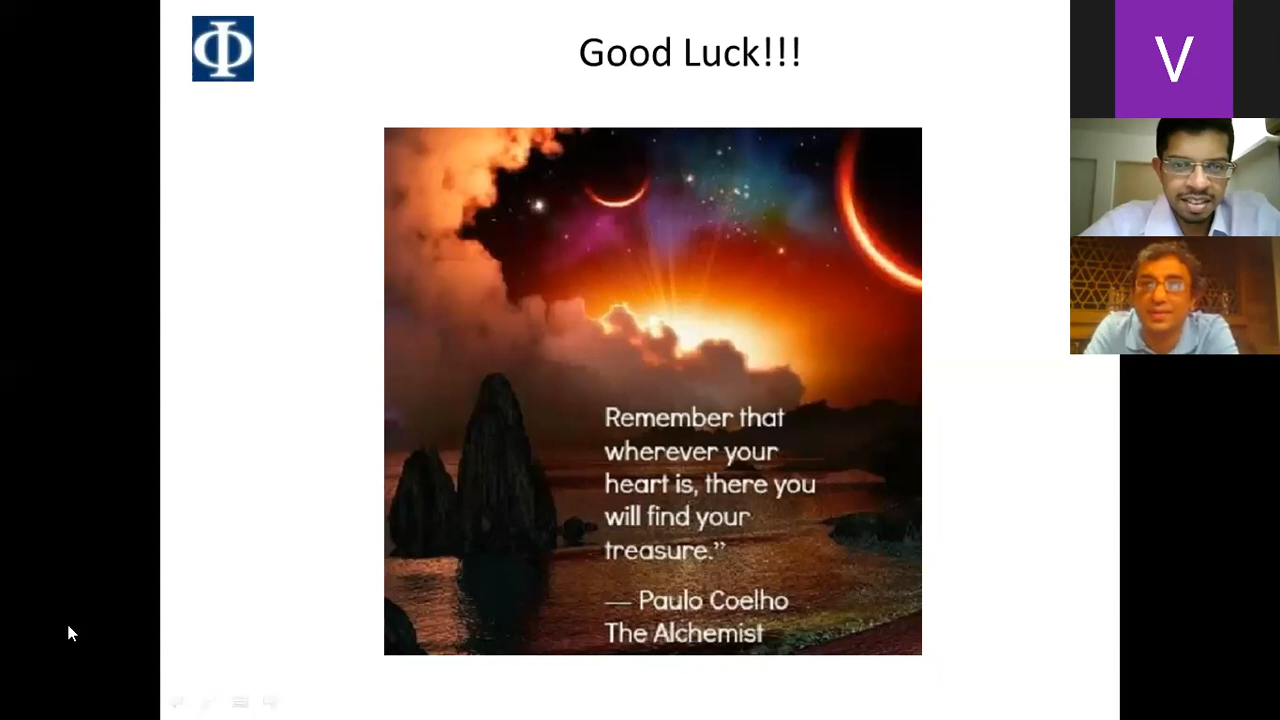 Φ
Good Luck!!!
V
Remember that
wherever your
heart is, there you
will find your
treasure.”
— Paulo Coelho
The Alchemist